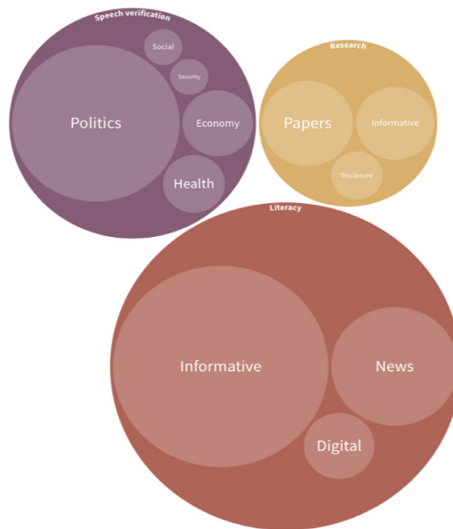 Speech verification
Social
Security
Politics
Economy
Health
Research
Papers
Informative
Disclosure
Literacy
Informative
News
Digital